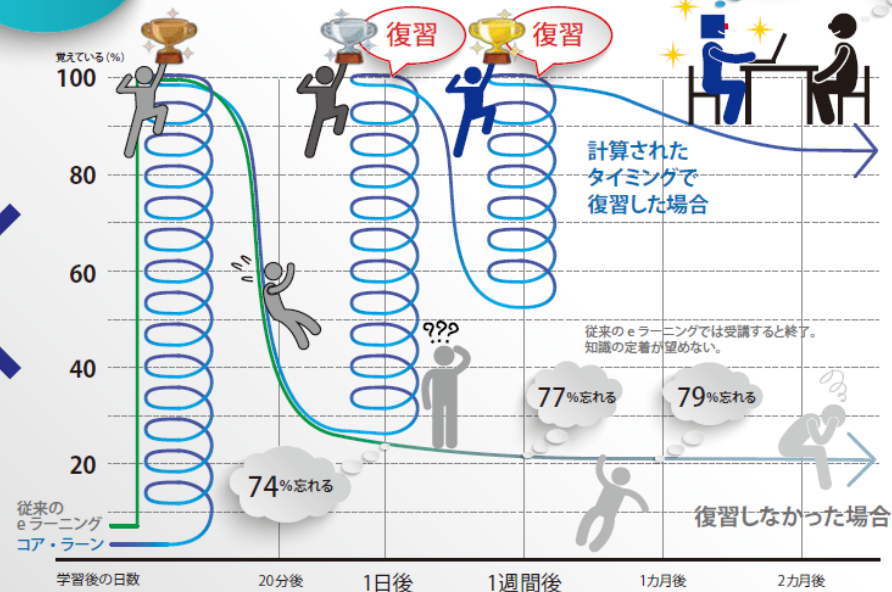 復習
復習
覚えている(%)
100
80
60
40
20
計算された
タイミングで
復習した場合
???
従来のeラーニングでは受講すると終了。
知識の定着が望めない。
77%忘れる
79%忘れる
74%忘れる
従来の
eラーニング
コア・ラーン
復習しなかった場合
学習後の日数
20分後
1日後
1週間後
1カ月後
2カ月後